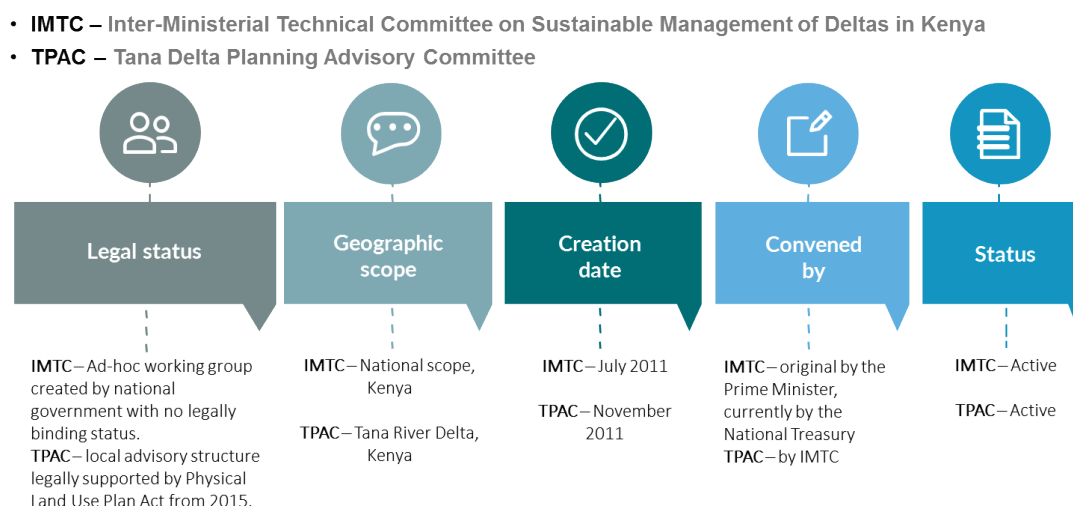 • IMTC – Inter-Ministerial Technical Committee on Sustainable Management of Deltas in Kenya
• TPAC – Tana Delta Planning Advisory Committee
Legal status
Geographic
scope
Creation
date
Convened
by
Status
IMTC – Ad-hoc working group
created by national
government with no legally
binding status.
TPAC – local advisory structure
legally supported by Physical
Land Use Plan Act from 2015.
IMTC – National scope,
Kenya
TPAC – Tana River Delta,
Kenya
IMTC – July 2011
TPAC – November
2011
IMTC – original by the
Prime Minister,
currently by the
National Treasury
TPAC – by IMTC
IMTC – Active
TPAC – Active